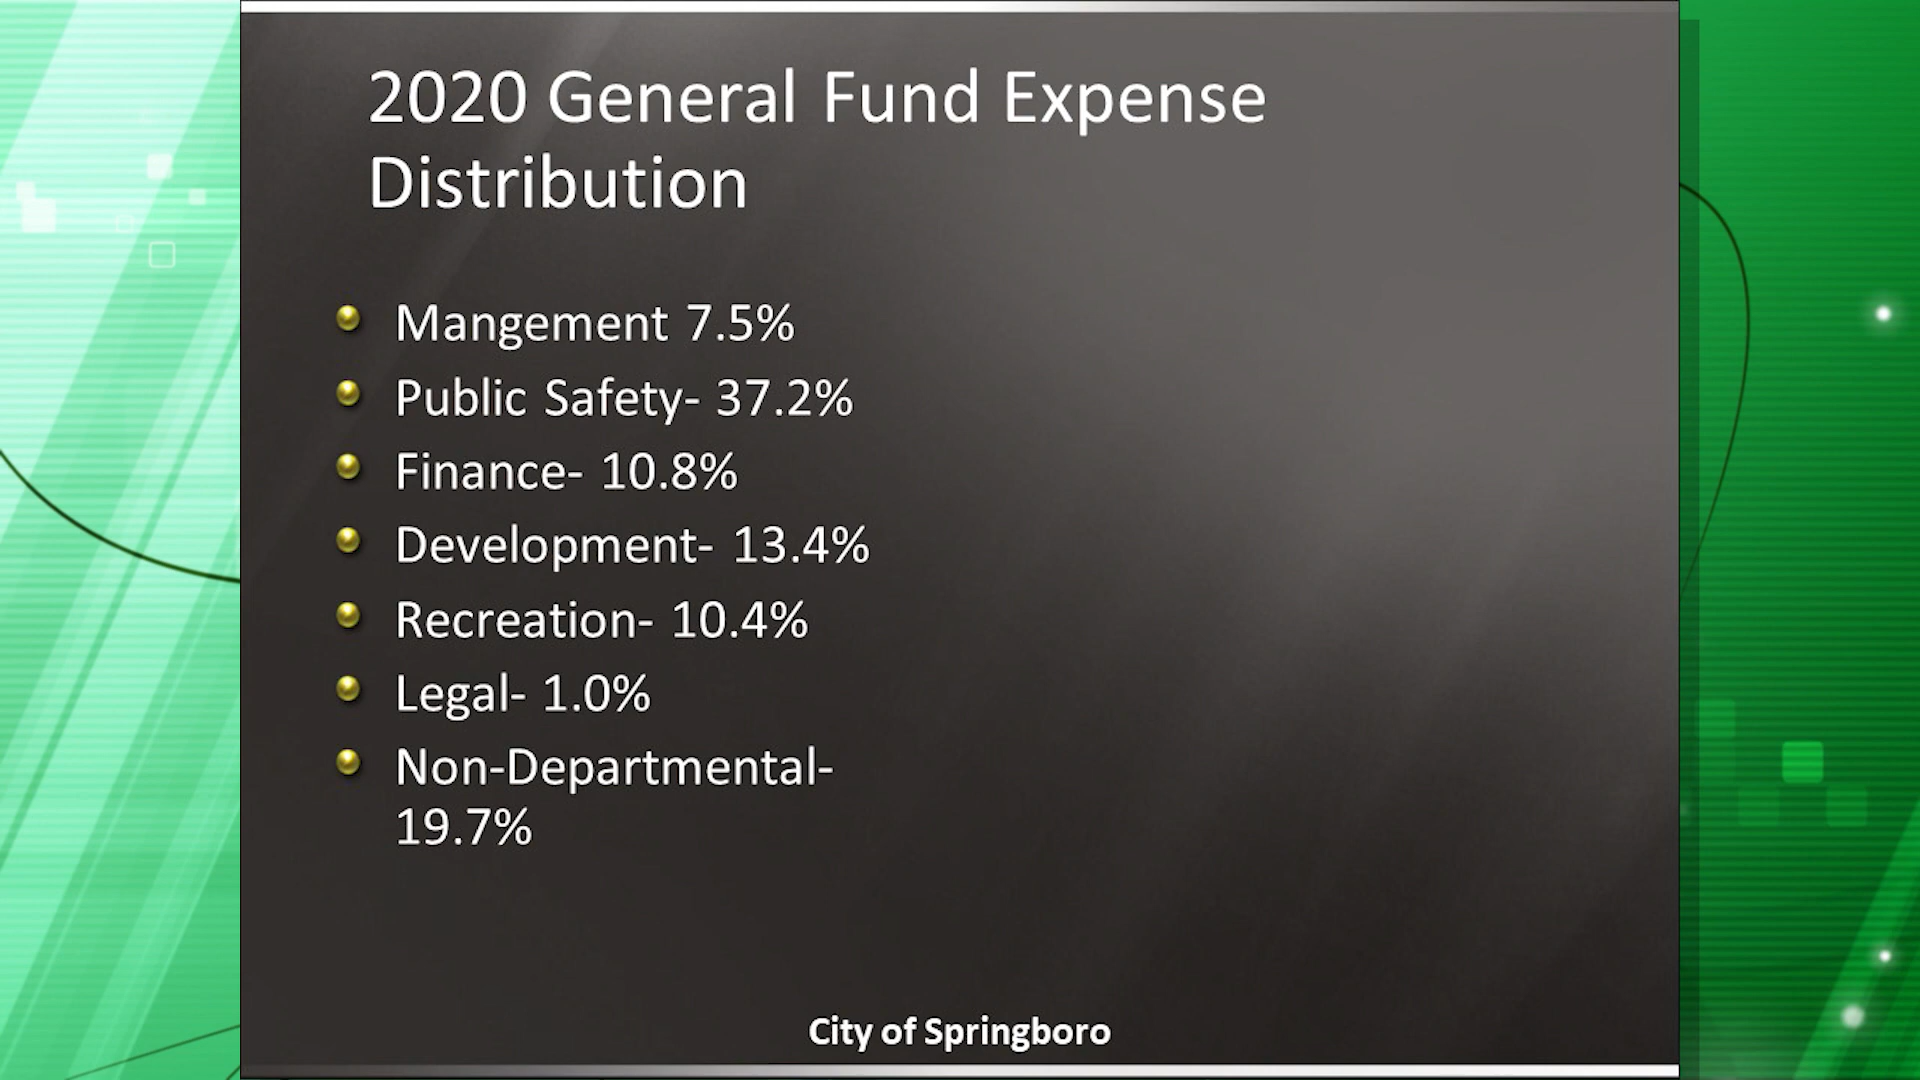 2020 General Fund Expense
Distribution
Mangement 7.5%
Public Safety- 37.2%
Finance- 10.8%
Development- 13.4%
Recreation- 10.4%
Legal- 1.0%
Non-Departmental-
19.7%
City of Springboro